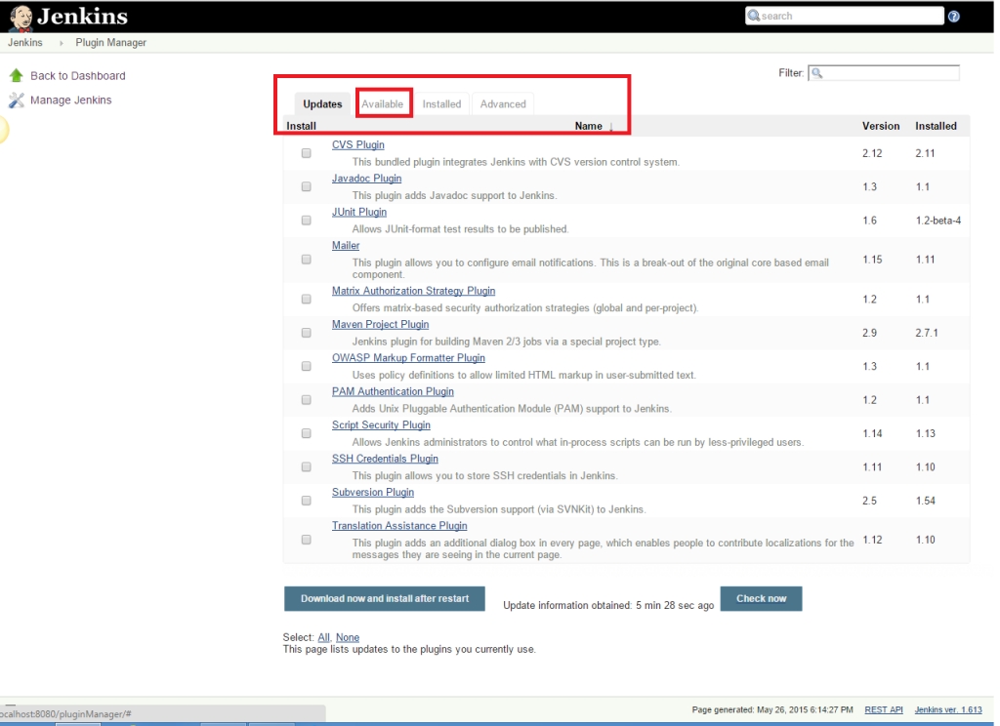 Jenkins
search
Jenkins Plugin Manager
Back to Dashboard
Manage Jenkins
Filter:
Updates Available Installed Advanced
Install Name ↓ Version Installed
CVS Plugin
This bundled plugin integrates Jenkins with CVS version control system.
2.12 2.11
Javadoc Plugin
This plugin adds Javadoc support to Jenkins.
1.3 1.1
JUnit Plugin
Allows JUnit-format test results to be published.
1.6 1.2-beta-4
Mailer
This plugin allows you to configure email notifications. This is a break-out of the original core based email
component.
1.15 1.11
Matrix Authorization Strategy Plugin
Offers matrix-based security authorization strategies (global and per-project).
1.2 1.1
Maven Project Plugin
Jenkins plugin for building Maven 2/3 jobs via a special project type.
2.9 2.7.1
OWASP Markup Formatter Plugin
Uses policy definitions to allow limited HTML markup in user-submitted text.
1.3 1.1
PAM Authentication Plugin
Adds Unix Pluggable Authentication Module (PAM) support to Jenkins.
1.2 1.1
Script Security Plugin
Allows Jenkins administrators to control what in-process scripts can be run by less-privileged users.
1.14 1.13
SSH Credentials Plugin
This plugin allows you to store SSH credentials in Jenkins.
1.11 1.10
Subversion Plugin
This plugin adds the Subversion support (via SVNKit) to Jenkins.
2.5 1.54
Translation Assistance Plugin
This plugin adds an additional dialog box in every page, which enables people to contribute localizations for the
messages they are seeing in the current page.
1.12 1.10
Download now and install after restart
Update information obtained: 5 min 28 sec ago
Check now
Select: All, None
This page lists updates to the plugins you currently use.
Page generated: May 26, 2015 6:14:27 PM REST API Jenkins ver. 1.613
ocalhost:8080/pluginManager/#